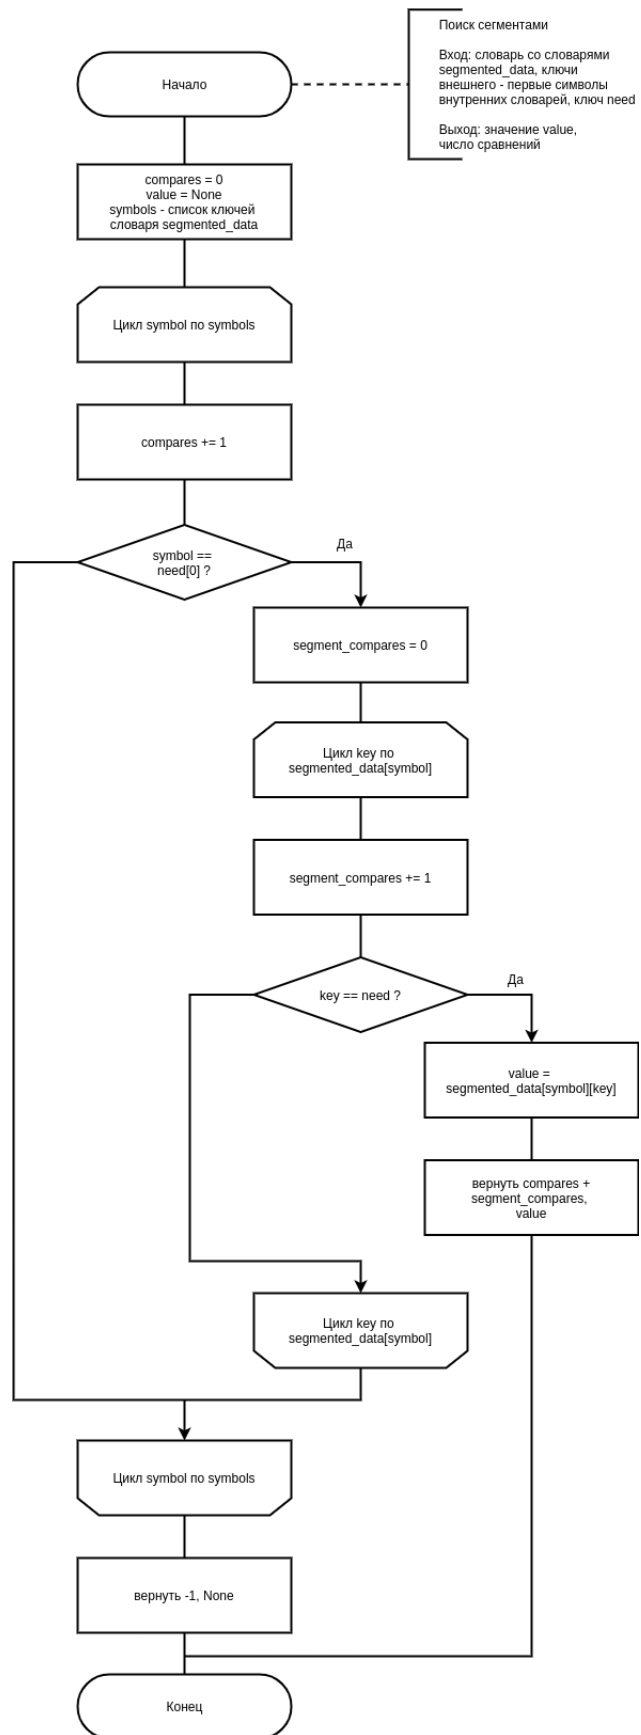 Поиск сегментами
Вход: словарь со словарями
segmented_data, ключи
внешнего - первые символы
внутренних словарей, ключ need
Выход: значение value,
число сравнений
Начало
compares = 0
value = None
symbols - список ключей
словаря segmented_data
Цикл symbol по symbols
compares += 1
symbol ==
need[0] ?
Да
segment_compares = 0
Цикл key по
segmented_data[symbol]
segment_compares += 1
key == need ?
Да
value =
segmented_data[symbol][key]
вернуть compares +
segment_compares,
value
Цикл key по
segmented_data[symbol]
Цикл symbol по symbols
вернуть -1, None
Конец